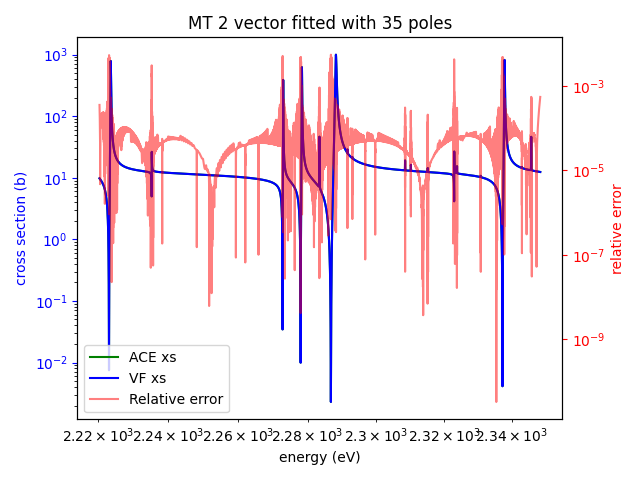 MT 2 vector fitted with 35 poles
10³
10²
10¹
10⁰
10⁻¹
10⁻²
cross section (b)
10⁻³
10⁻⁵
10⁻⁷
10⁻⁹
relative error
ACE xs
VF xs
Relative error
2.22 × 10³ 2.24 × 10³ 2.26 × 10³ 2.28 × 10³ 2.3 × 10³ 2.32 × 10³ 2.34 × 10³
energy (eV)